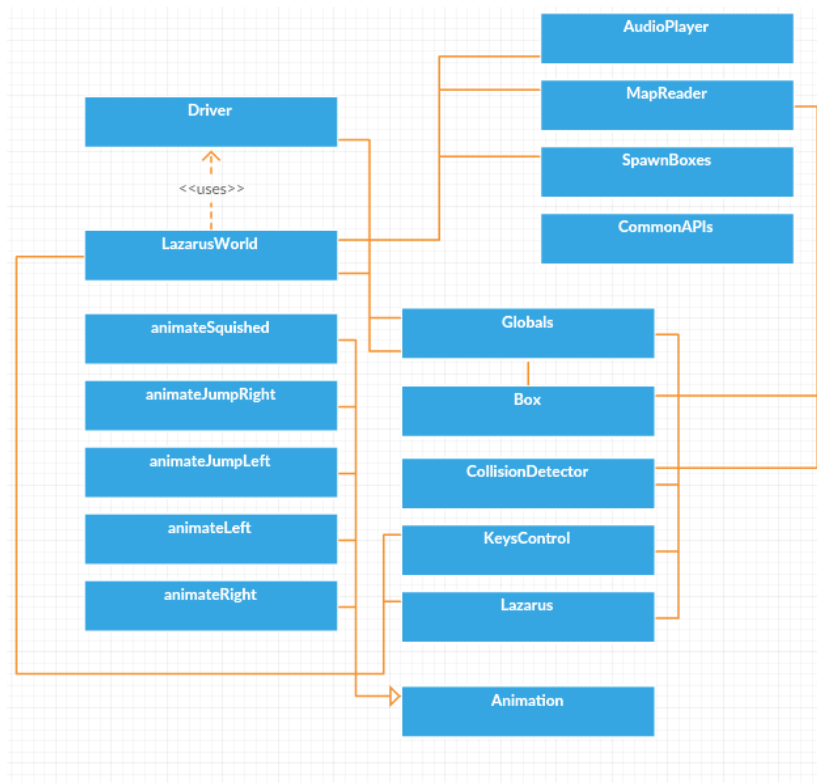 AudioPlayer
MapReader
Driver
SpawnBoxes
<<uses>>
CommonAPIs
LazarusWorld
Globals
animateSquished
animateJumpRight
Box
animateJumpLeft
CollisionDetector
animateLeft
KeysControl
animateRight
Lazarus
Animation